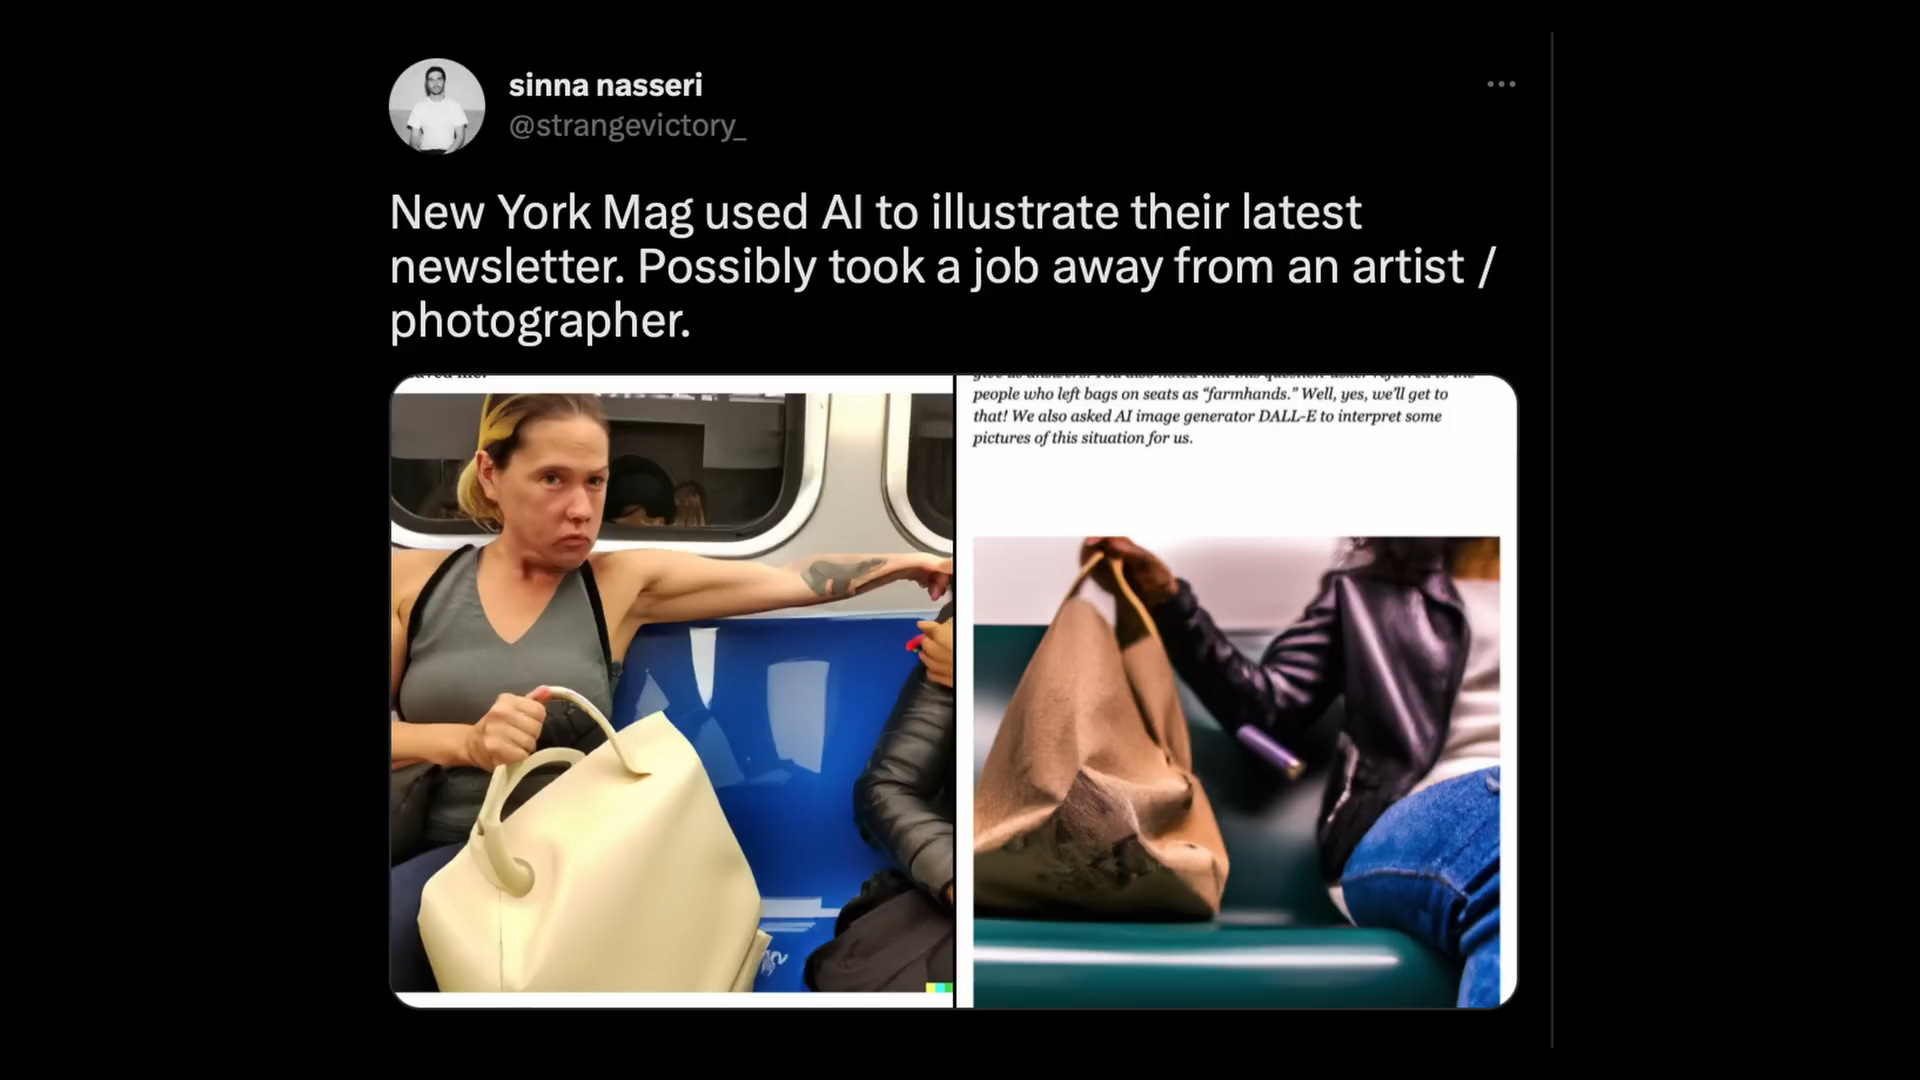 sinna nasseri
@strangevictory_
New York Mag used AI to illustrate their latest
newsletter. Possibly took a job away from an artist /
photographer.
people who left bags on seats as “farmhands.” Well, yes, we’ll get to
that! We also asked AI image generator DALL-E to interpret some
pictures of this situation for us.